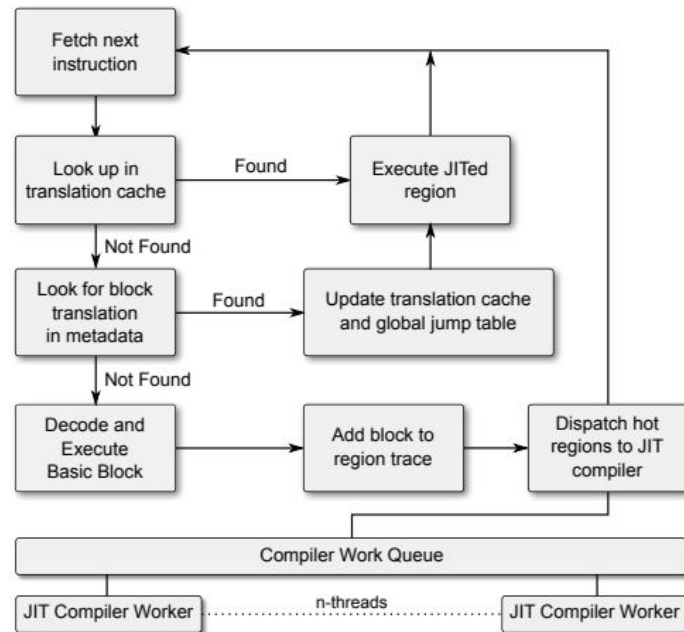 Fetch next
instruction
Look up in
translation cache
Found
Execute JITed
region
Not Found
Look for block
translation
in metadata
Found
Update translation cache
and global jump table
Not Found
Decode and
Execute
Basic Block
Add block to
region trace
Dispatch hot
regions to JIT
compiler
Compiler Work Queue
JIT Compiler Worker
n-threads
JIT Compiler Worker